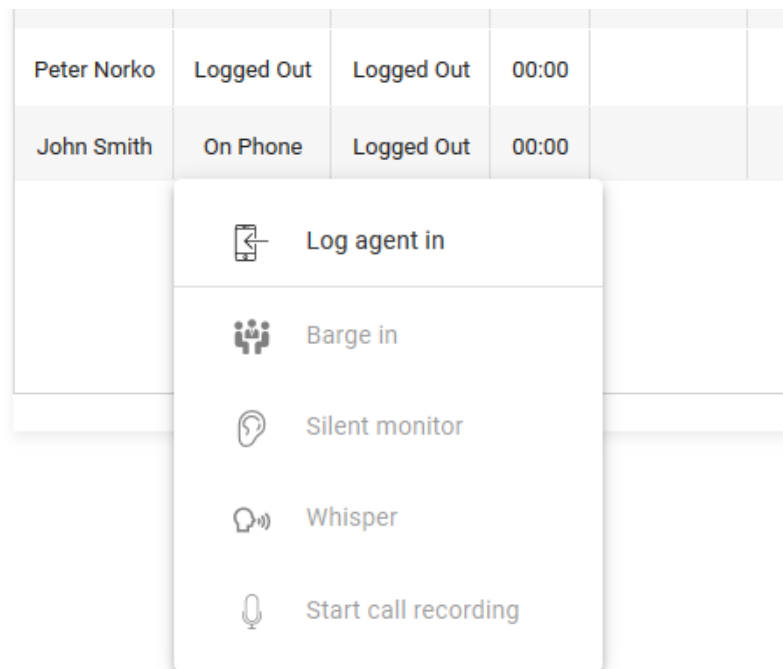 Peter Norko Logged Out Logged Out 00:00
John Smith On Phone Logged Out 00:00
Log agent in
Barge in
Silent monitor
Whisper
Start call recording